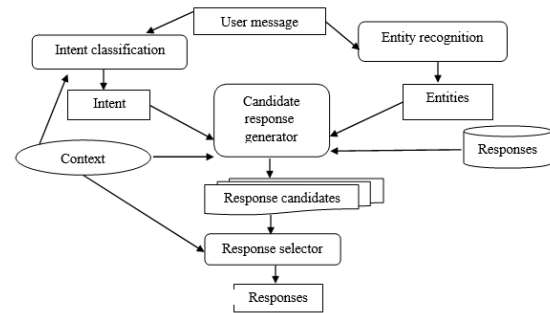 User message
Intent classification
Entity recognition
Intent
Candidate
response
generator
Entities
Context
Responses
Response candidates
Response selector
Responses